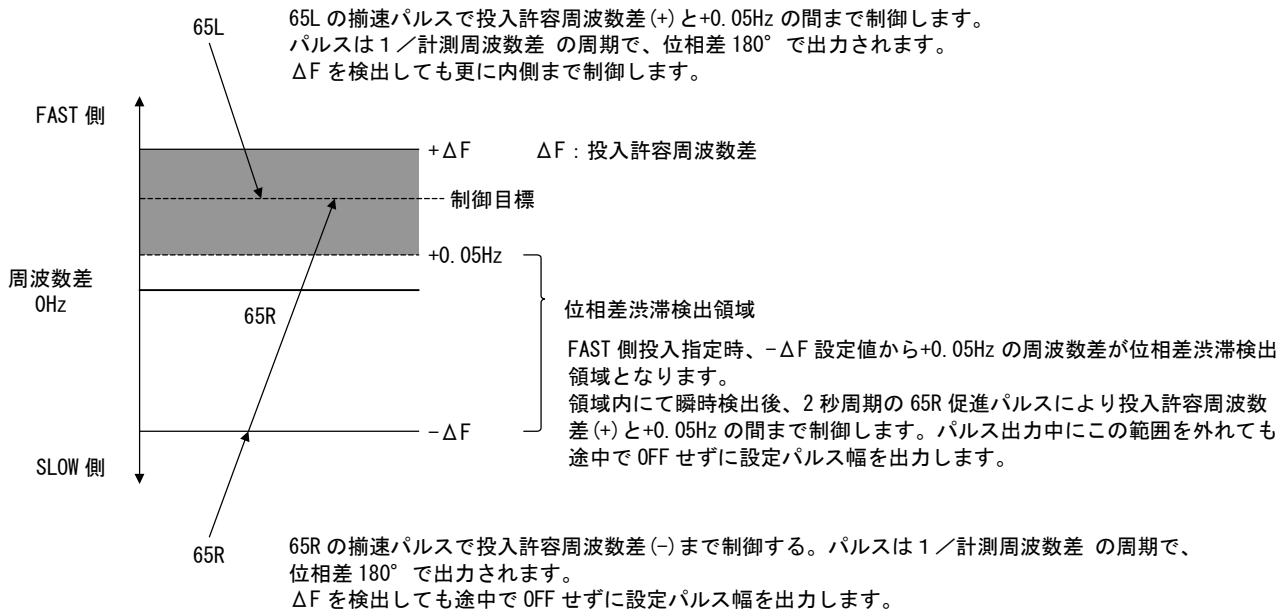 65L
65L の揃速パルスで投入許容周波数差(+)と+0.05Hz の間まで制御します。
パルスは１／計測周波数差 の周期で、位相差 180° で出力されます。
ΔF を検出しても更に内側まで制御します。
FAST 側
+ΔF
ΔF：投入許容周波数差
制御目標
+0.05Hz
周波数差
0Hz
65R
位相差渋滞検出領域
FAST 側投入指定時、-ΔF 設定値から+0.05Hz の周波数差が位相差渋滞検出
領域となります。
領域内にて瞬時検出後、2 秒周期の 65R 促進パルスにより投入許容周波数
差(+)と+0.05Hz の間まで制御します。パルス出力中にこの範囲を外れても
途中で OFF せずに設定パルス幅を出力します。
-ΔF
SLOW 側
65R
65R の揃速パルスで投入許容周波数差(-)まで制御する。パルスは１／計測周波数差 の周期で、
位相差 180° で出力されます。
ΔF を検出しても途中で OFF せずに設定パルス幅を出力します。